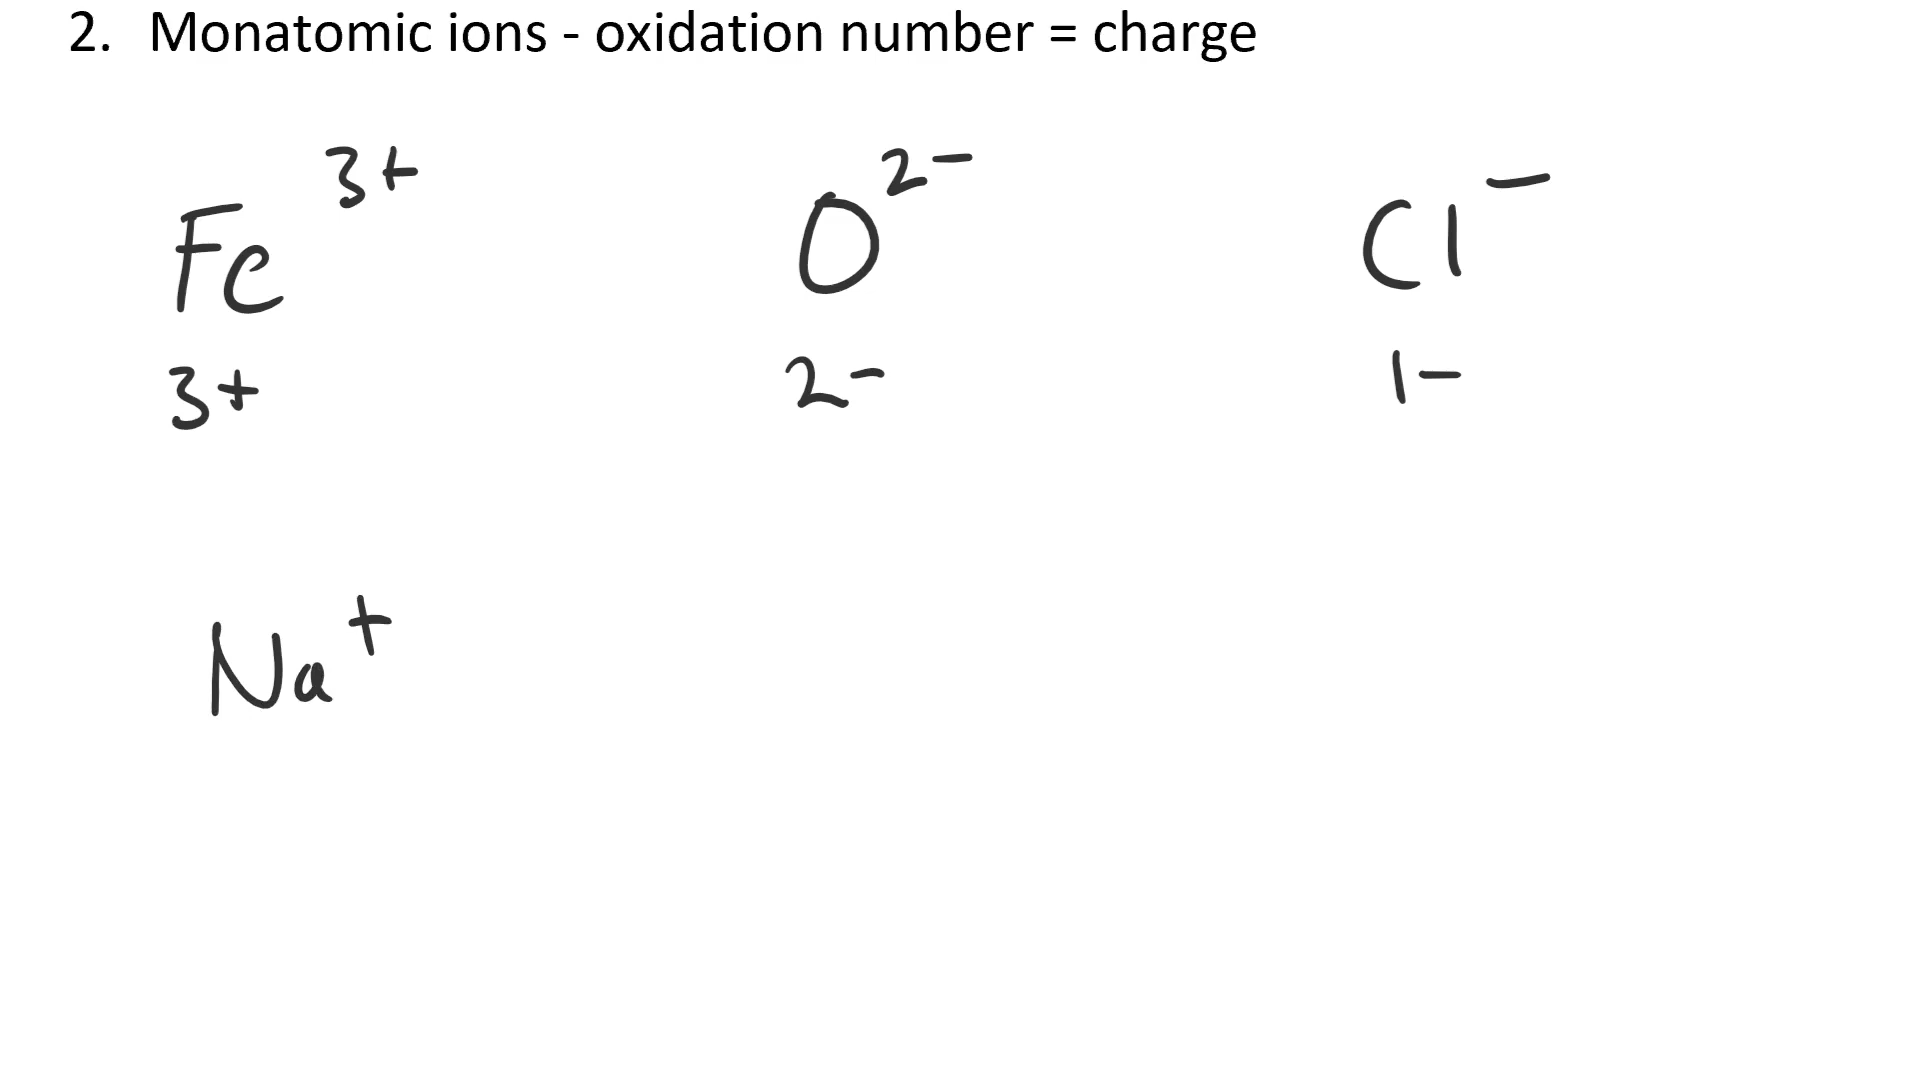 2. Monatomic ions - oxidation number = charge
Fe³⁺ O²⁻ Cl⁻
3+ 2- 1-
Na⁺